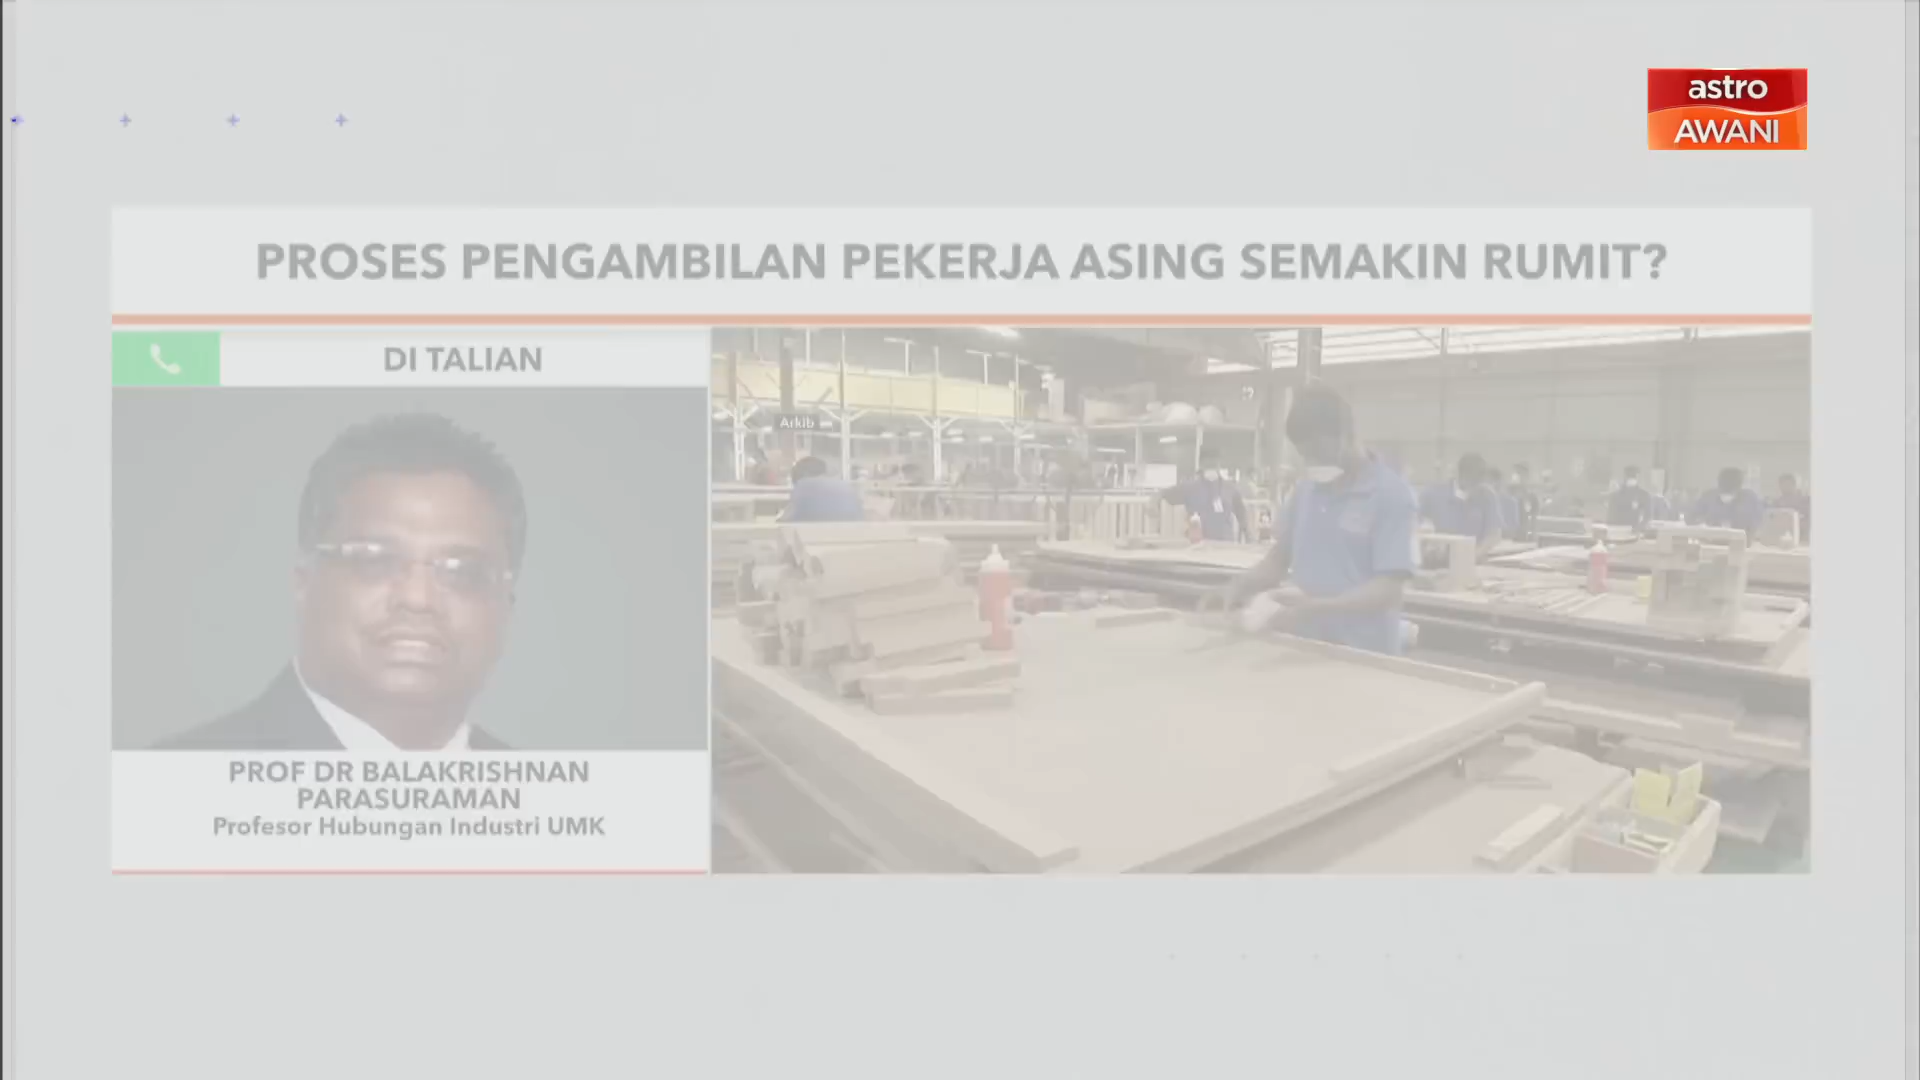 astro
AWANI
PROSES PENGAMBILAN PEKERJA ASING SEMAKIN RUMIT?
DI TALIAN
Arkib
PROF DR BALAKRISHNAN
PARASURAMAN
Profesor Hubungan Industri UMK